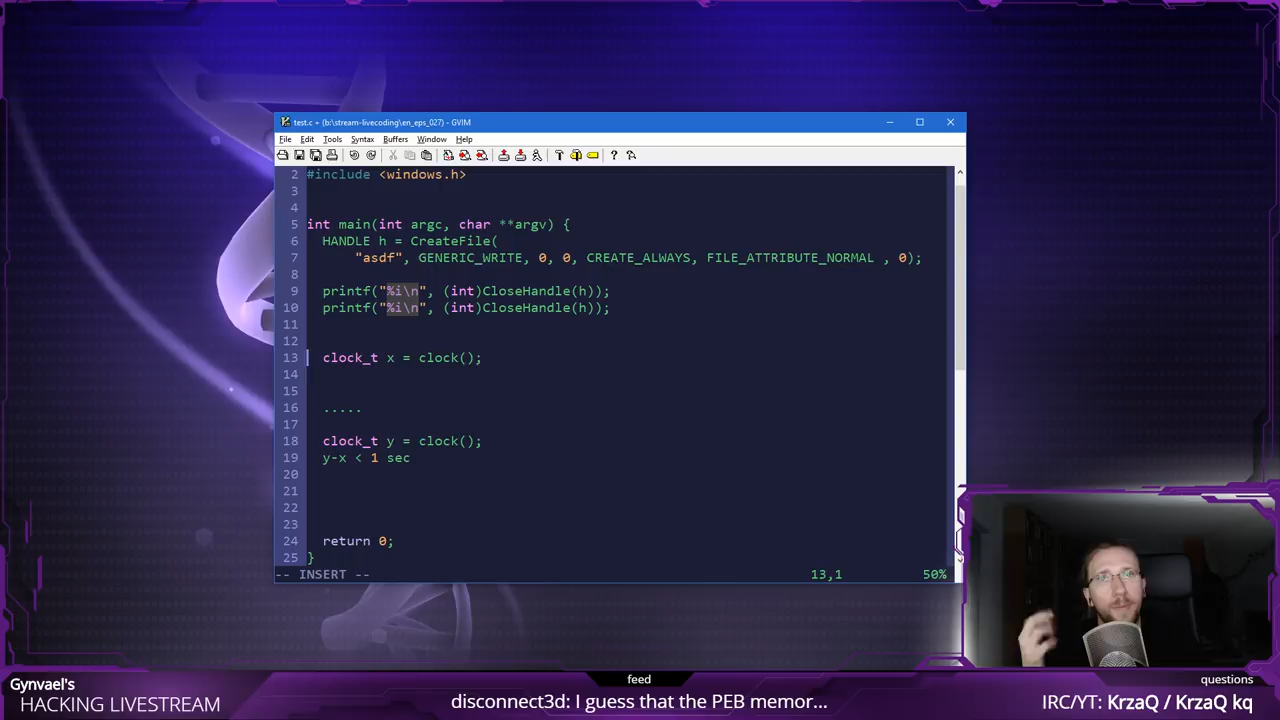 test.c + (b:\stream-livecoding\en_eps_027) - GVIM
File Edit Tools Syntax Buffers Window Help
2 #include <windows.h>
3
4
5 int main(int argc, char **argv) {
6 HANDLE h = CreateFile(
7 "asdf", GENERIC_WRITE, 0, 0, CREATE_ALWAYS, FILE_ATTRIBUTE_NORMAL , 0);
8
9 printf("%i\n", (int)CloseHandle(h));
10 printf("%i\n", (int)CloseHandle(h));
11
12
13 clock_t x = clock();
14
15
16 .....
17
18 clock_t y = clock();
19 y-x < 1 sec
20
21
22
23
24 return 0;
25 }
-- INSERT -- 13,1 50%
Gynvael's
HACKING LIVESTREAM
feed
disconnect3d: I guess that the PEB memor...
questions
IRC/YT: KrzaQ / KrzaQ kq